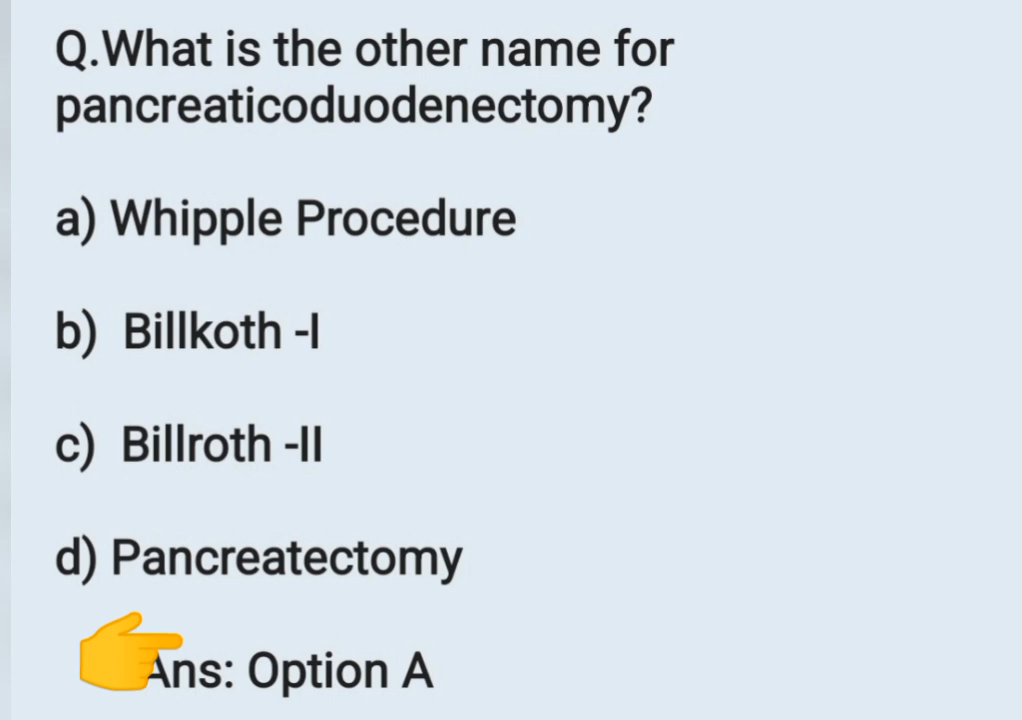 Q.What is the other name for
pancreaticoduodenectomy?
a) Whipple Procedure
b) Billkoth -I
c) Billroth -II
d) Pancreatectomy
Ans: Option A